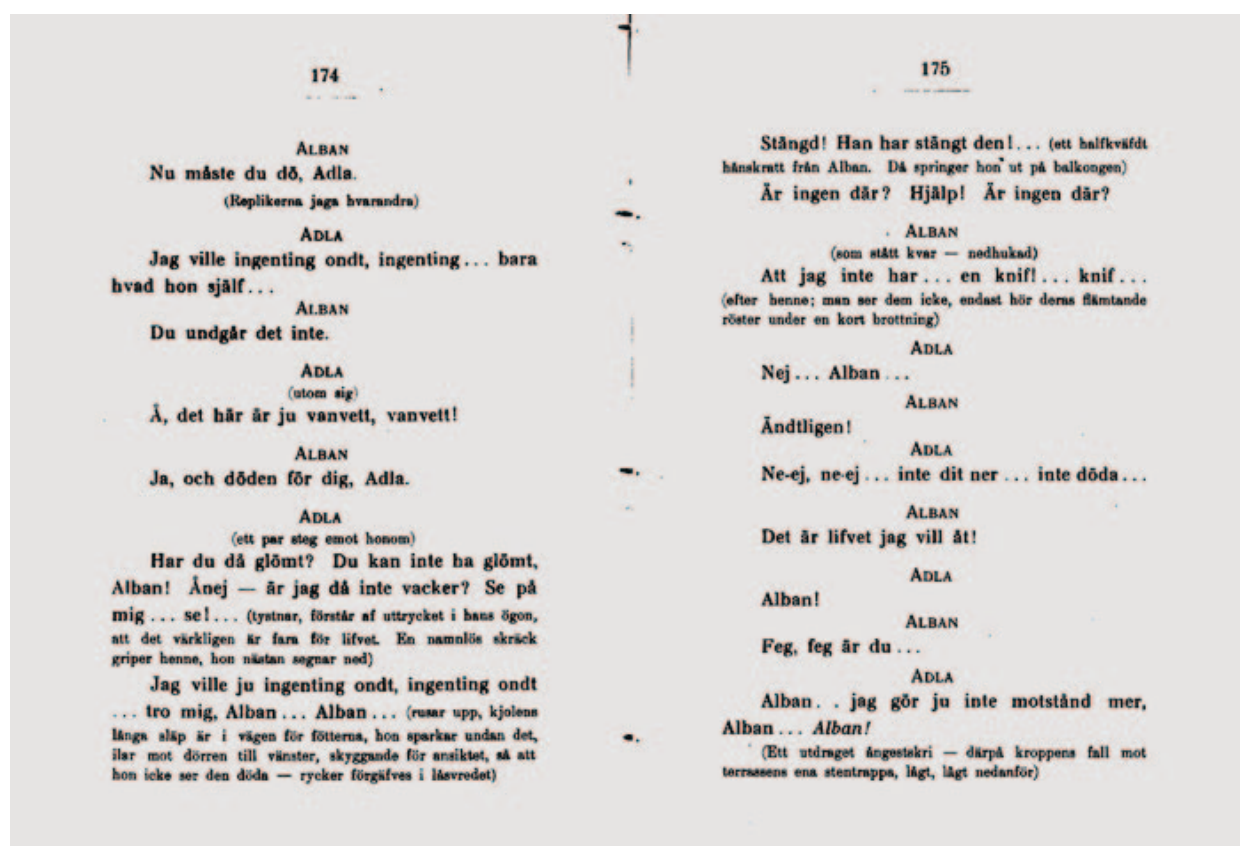 174
ALBAN
Nu måste du dö, Adla.
(Replikerna jaga hvarandra)
ADLA
Jag ville ingenting ondt, ingenting... bara
hvad hon själf...
ALBAN
Du undgår det inte.
ADLA
(utom sig)
Å, det här är ju vanvett, vanvett!
ALBAN
Ja, och döden för dig, Adla.
ADLA
(ett par steg emot honom)
Har du då glömt? Du kan inte ha glömt,
Alban! Ånej — är jag då inte vacker? Se på
mig... se!... (tystnar, förstår af uttrycket i hans ögon,
att det värkligen är fara för lifvet. En namnlös skräck
griper henne, hon nästan segnar ned)
Jag ville ju ingenting ondt, ingenting ondt
... tro mig, Alban... Alban... (rusar upp, kjolens
långa släp är i vägen för fötterna, hon sparkar undan det,
ilar mot dörren till vänster, skyggande för ansiktet, så att
hon icke ser den döda — rycker förgäfves i låsvredet)
175
Stängd! Han har stängt den!... (ett halfkväfdt
hånskratt från Alban. Då springer hon ut på balkongen)
Är ingen där? Hjälp! Är ingen där?
ALBAN
(som stått kvar — nedhukad)
Att jag inte har... en knif!... knif...
(efter henne; man ser dem icke, endast hör deras flämtande
röster under en kort brottning)
ADLA
Nej... Alban...
ALBAN
Ändtligen!
ADLA
Ne-ej, ne-ej... inte dit ner... inte döda...
ALBAN
Det är lifvet jag vill åt!
ADLA
Alban!
ALBAN
Feg, feg är du...
ADLA
Alban. . jag gör ju inte motstånd mer,
Alban... Alban!
(Ett utdraget ångestskri — därpå kroppens fall mot
terrassens ena stentrappa, lågt, lågt nedanför)